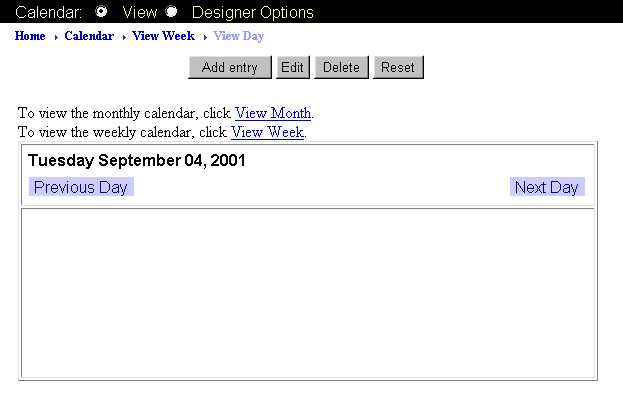 Calendar: View Designer Options
Home Calendar View Week View Day
Add entry Edit Delete Reset
To view the monthly calendar, click View Month.
To view the weekly calendar, click View Week.
Tuesday September 04, 2001
Previous Day Next Day